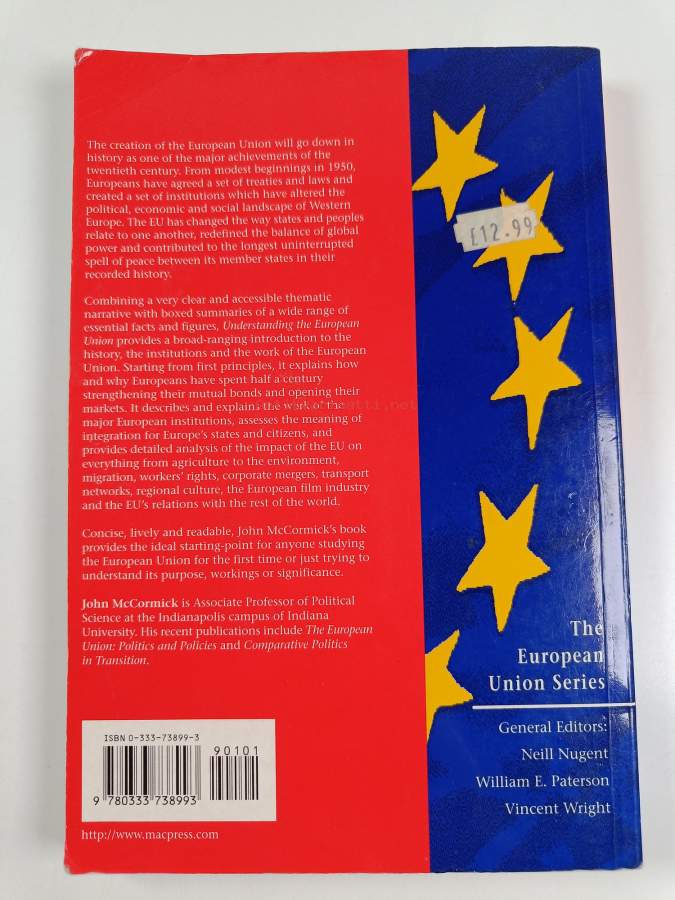 The creation of the European Union will go down in
history as one of the major achievements of the
twentieth century. From modest beginnings in 1950,
Europeans have agreed a set of treaties and laws and
created a set of institutions which have altered the
political, economic and social landscape of Western
Europe. The EU has changed the way states and peoples
relate to one another, redefined the balance of global
power and contributed to the longest uninterrupted
spell of peace between its member states in their
recorded history.
Combining a very clear and accessible thematic
narrative with boxed summaries of a wide range of
essential facts and figures, Understanding the European
Union provides a broad-ranging introduction to the
history, the institutions and the work of the European
Union. Starting from first principles, it explains how
and why Europeans have spent half a century
strengthening their mutual bonds and opening their
markets. It describes and explains the work of the
major European institutions, assesses the meaning of
integration for Europe's states and citizens, and
provides detailed analysis of the impact of the EU on
everything from agriculture to the environment,
migration, workers' rights, corporate mergers, transport
networks, regional culture, the European film industry
and the EU's relations with the rest of the world.
Concise, lively and readable, John McCormick's book
provides the ideal starting-point for anyone studying
the European Union for the first time or just trying to
understand its purpose, workings or significance.
John McCormick is Associate Professor of Political
Science at the Indianapolis campus of Indiana
University. His recent publications include The European
Union: Politics and Policies and Comparative Politics
in Transition.
ISBN 0-333-73899-3
90101
9 780333 738993
http://www.macpress.com
£12.99
The
European
Union Series
General Editors:
Neill Nugent
William E. Paterson
Vincent Wright